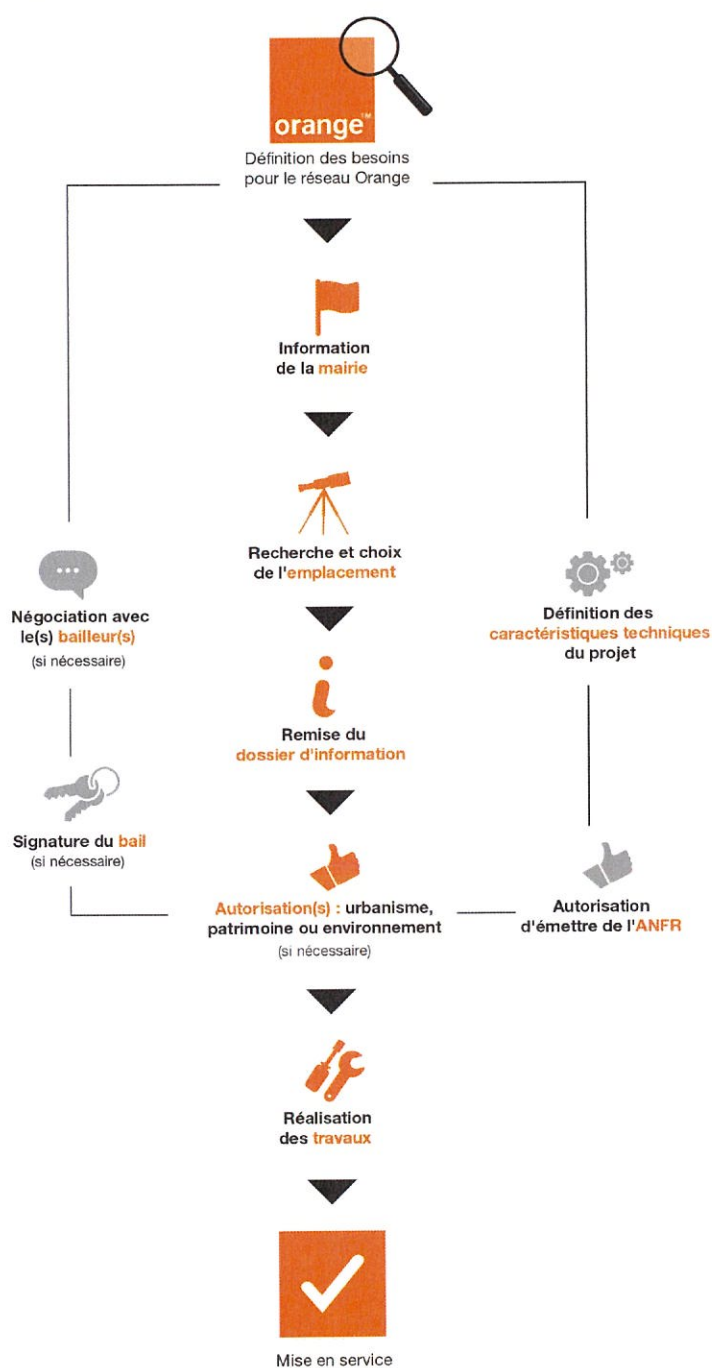 orange™
Définition des besoins
pour le réseau Orange
Information
de la mairie
Recherche et choix
de l'emplacement
Négociation avec
le(s) bailleur(s)
(si nécessaire)
Définition des
caractéristiques techniques
du projet
Remise du
dossier d'information
Signature du bail
(si nécessaire)
Autorisation(s) : urbanisme,
patrimoine ou environnement
(si nécessaire)
Autorisation
d'émettre de l'ANFR
Réalisation
des travaux
Mise en service